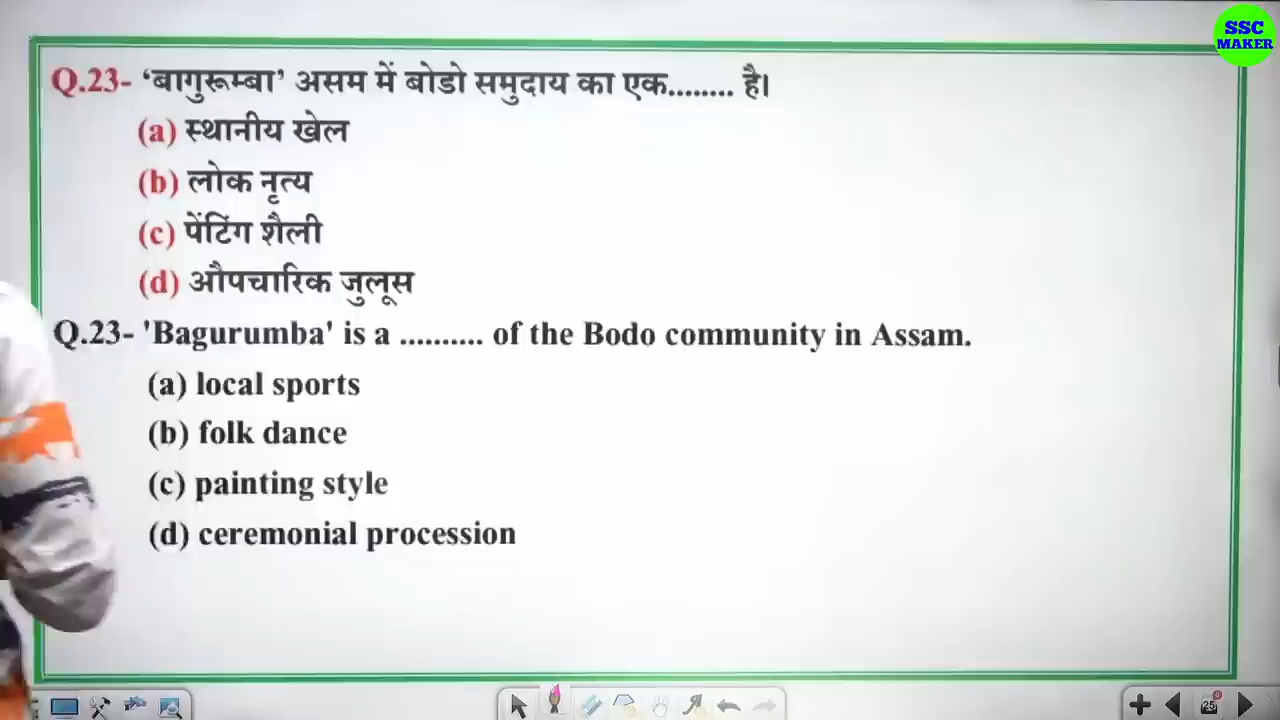 SSC
MAKER
Q.23- ‘बागुरूम्बा’ असम में बोडो समुदाय का एक........ है।
(a) स्थानीय खेल
(b) लोक नृत्य
(c) पेंटिंग शैली
(d) औपचारिक जुलूस
Q.23- 'Bagurumba' is a .......... of the Bodo community in Assam.
(a) local sports
(b) folk dance
(c) painting style
(d) ceremonial procession
25